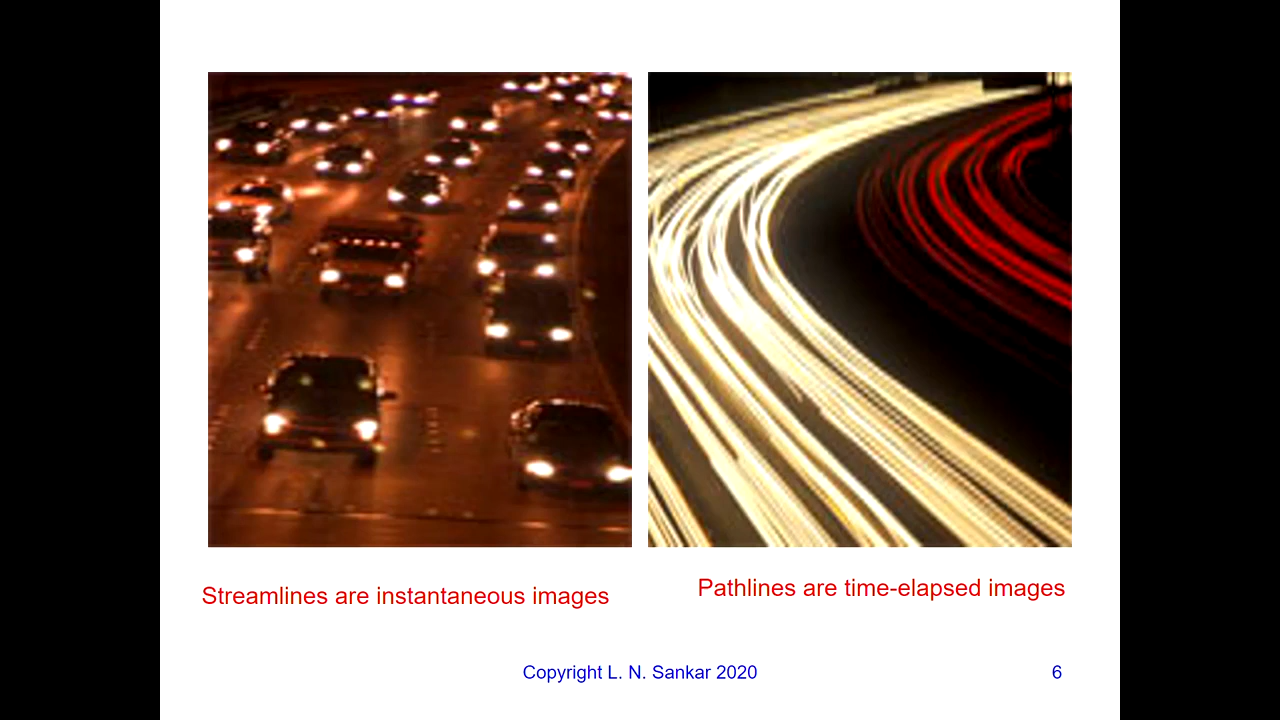 Streamlines are instantaneous images
Pathlines are time-elapsed images
Copyright L. N. Sankar 2020
6